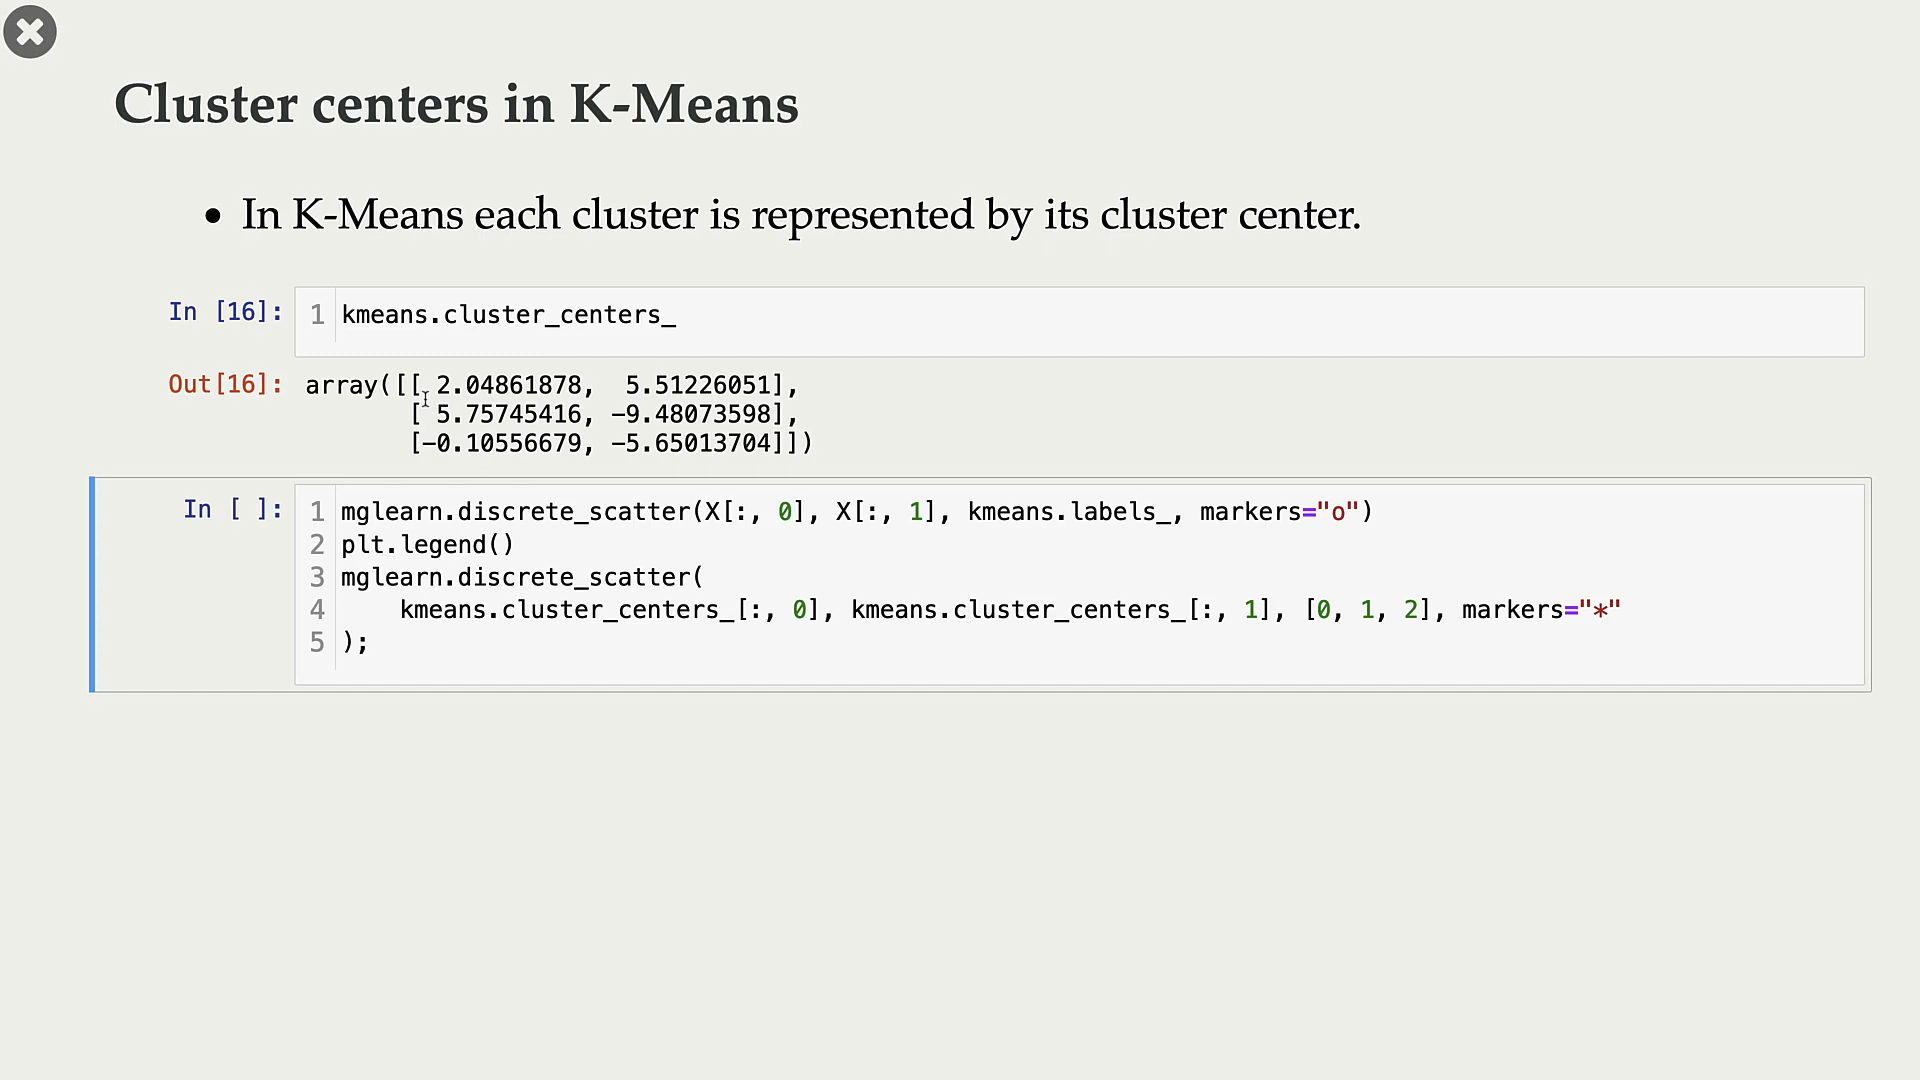 Cluster centers in K-Means
• In K-Means each cluster is represented by its cluster center.
In [16]: 1 kmeans.cluster_centers_
Out[16]: array([[ 2.04861878,  5.51226051],
[ 5.75745416, -9.48073598],
[-0.10556679, -5.65013704]])
In [ ]: 1 mglearn.discrete_scatter(X[:, 0], X[:, 1], kmeans.labels_, markers="o")
2 plt.legend()
3 mglearn.discrete_scatter(
4     kmeans.cluster_centers_[:, 0], kmeans.cluster_centers_[:, 1], [0, 1, 2], markers="*"
5 );